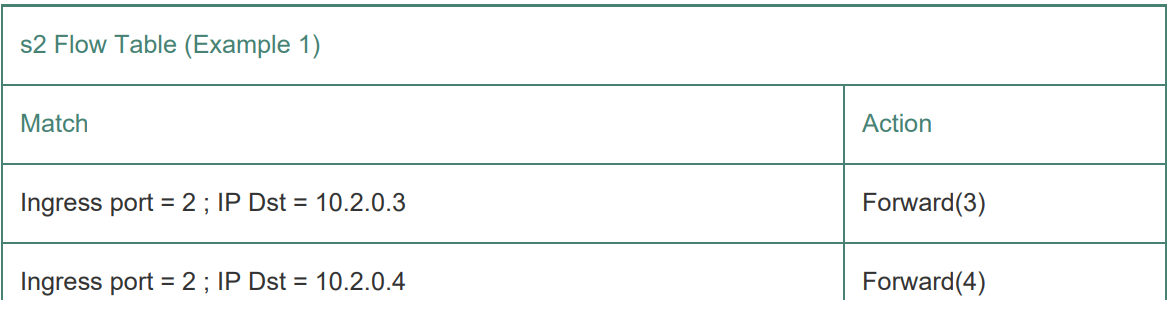 s2 Flow Table (Example 1)
Match Action
Ingress port = 2 ; IP Dst = 10.2.0.3 Forward(3)
Ingress port = 2 ; IP Dst = 10.2.0.4 Forward(4)